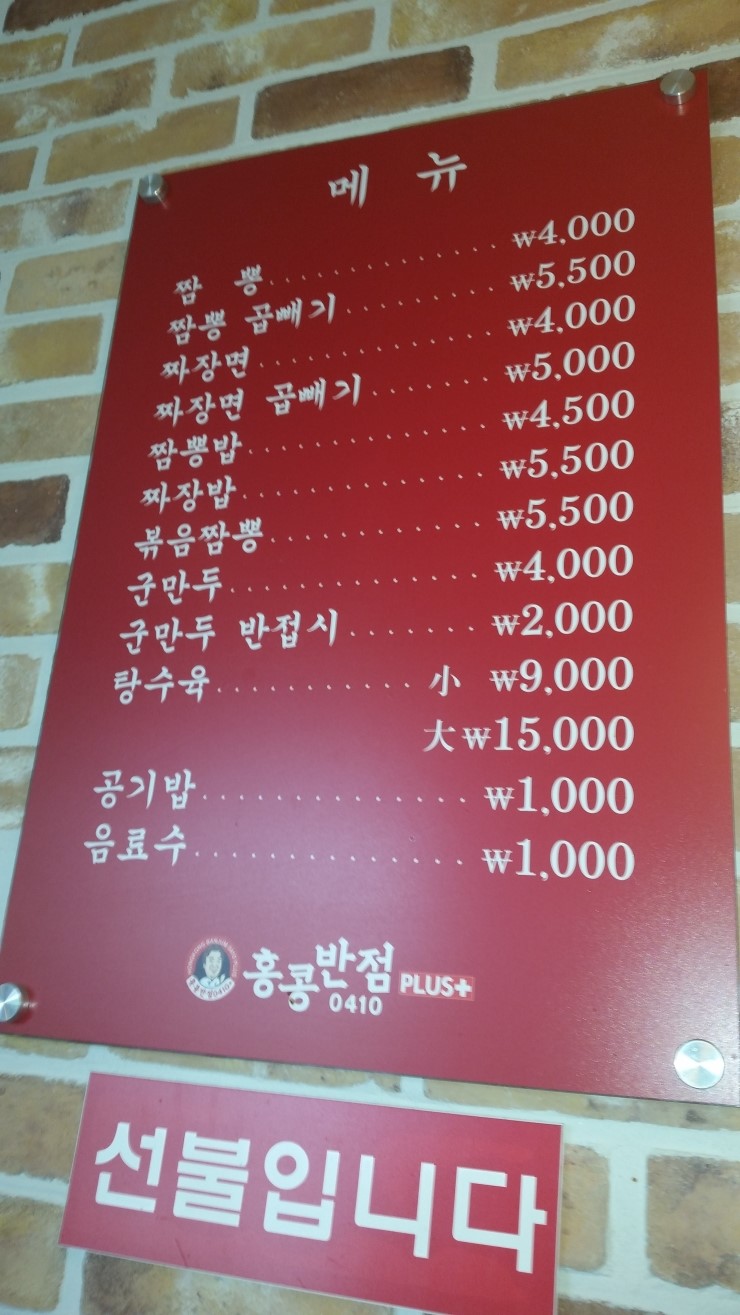 메 뉴
짬 뽕 ₩4,000
짬뽕 곱빼기 ₩5,500
짜장면 ₩4,000
짜장면 곱빼기 ₩5,000
짬뽕밥 ₩4,500
짜장밥 ₩5,500
볶음짬뽕 ₩5,500
군만두 ₩4,000
군만두 반접시 ₩2,000
탕수육 小 ₩9,000
大 ₩15,000
공기밥 ₩1,000
음료수 ₩1,000
홍콩반점 PLUS+
0410
선불입니다